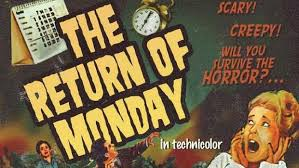 SCARY!
CREEPY!
WILL YOU
SURVIVE THE
HORROR?...
THE
RETURN OF
MONDAY
in technicolor